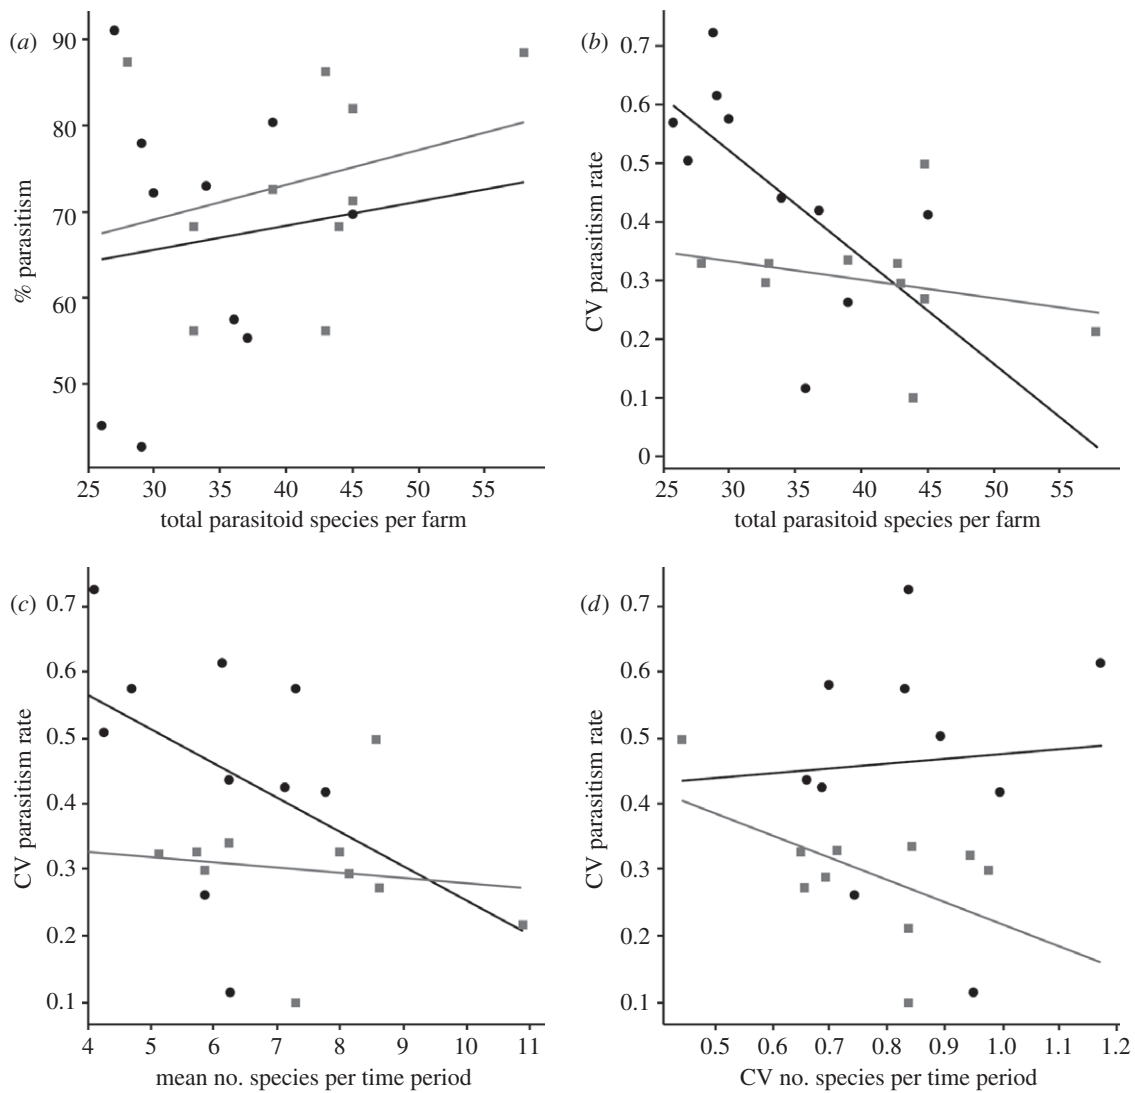 (a)
90
80
70
60
50
% parasitism
25 30 35 40 45 50 55
total parasitoid species per farm
(b)
0.7
0.6
0.5
0.4
0.3
0.2
0.1
0
CV parasitism rate
25 30 35 40 45 50 55
total parasitoid species per farm
(c)
0.7
0.6
0.5
0.4
0.3
0.2
0.1
CV parasitism rate
4 5 6 7 8 9 10 11
mean no. species per time period
(d)
0.7
0.6
0.5
0.4
0.3
0.2
0.1
CV parasitism rate
0.5 0.6 0.7 0.8 0.9 1.0 1.1 1.2
CV no. species per time period